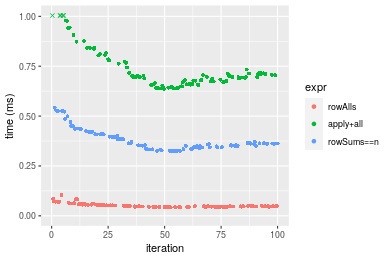 1.00
0.75
0.50
0.25
0.00
time (ms)
0
25
50
75
100
iteration
expr
rowAlls
apply+all
rowSums==n